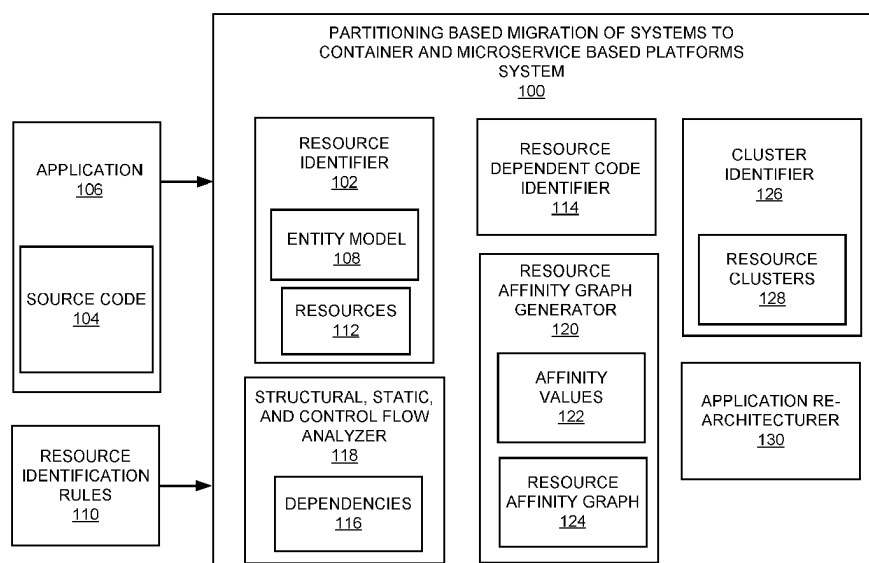 PARTITIONING BASED MIGRATION OF SYSTEMS TO
CONTAINER AND MICROSERVICE BASED PLATFORMS
SYSTEM
100
APPLICATION
106
SOURCE CODE
104
RESOURCE
IDENTIFICATION
RULES
110
RESOURCE
IDENTIFIER
102
ENTITY MODEL
108
RESOURCES
112
STRUCTURAL, STATIC,
AND CONTROL FLOW
ANALYZER
118
DEPENDENCIES
116
RESOURCE
DEPENDENT CODE
IDENTIFIER
114
RESOURCE
AFFINITY GRAPH
GENERATOR
120
AFFINITY
VALUES
122
RESOURCE
AFFINITY GRAPH
124
CLUSTER
IDENTIFIER
126
RESOURCE
CLUSTERS
128
APPLICATION RE-
ARCHITECTURER
130